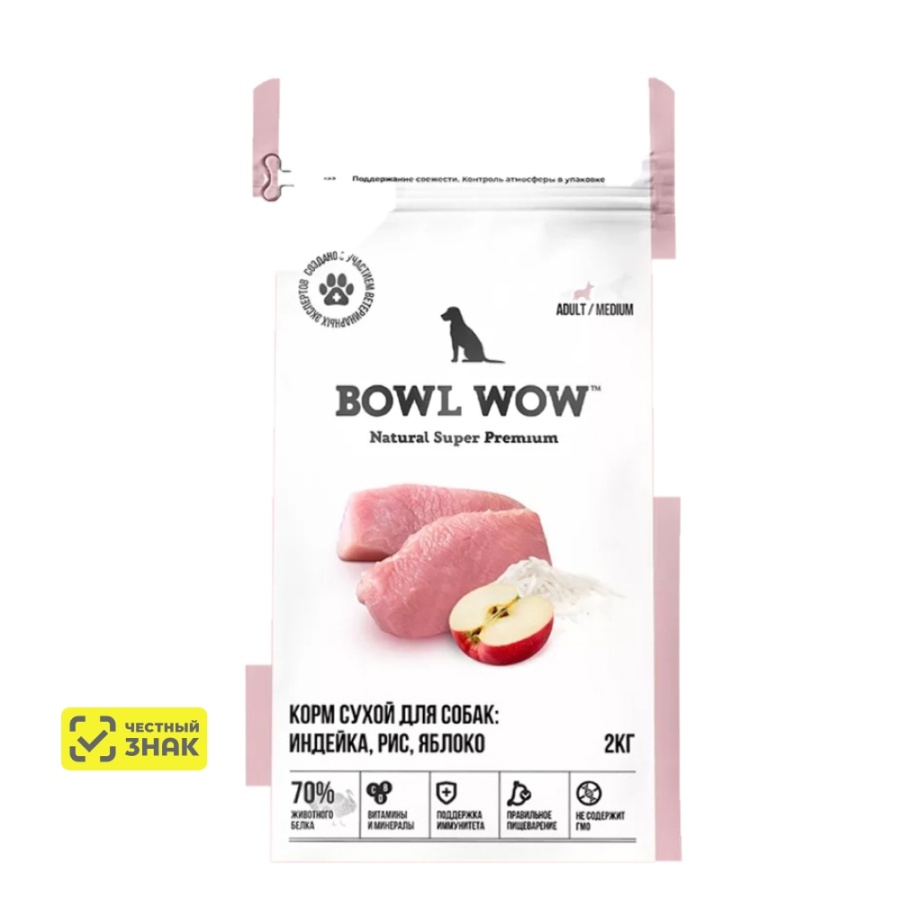 >>> Поддержание свежести. Контроль атмосферы в упаковке
СОЗДАНО С УЧАСТИЕМ ВЕТЕРИНАРНЫХ ЭКСПЕРТОВ
ADULT / MEDIUM
BOWL WOW™
Natural Super Premium
КОРМ СУХОЙ ДЛЯ СОБАК:
ИНДЕЙКА, РИС, ЯБЛОКО
2КГ
ЧЕСТНЫЙ
ЗНАК
70%
ЖИВОТНОГО
БЕЛКА
C B D
ВИТАМИНЫ
И МИНЕРАЛЫ
ПОДДЕРЖКА
ИММУНИТЕТА
ПРАВИЛЬНОЕ
ПИЩЕВАРЕНИЕ
НЕ СОДЕРЖИТ
ГМО